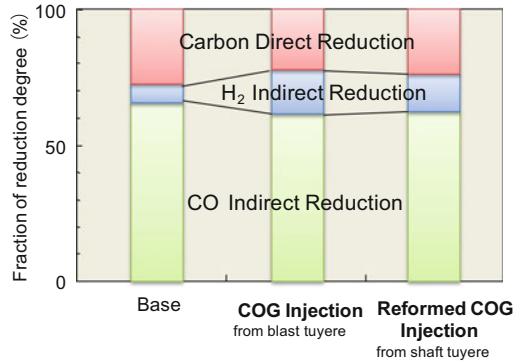 Fraction of reduction degree (%)
100
50
0
Carbon Direct Reduction
H₂ Indirect Reduction
CO Indirect Reduction
Base
COG Injection
from blast tuyere
Reformed COG
Injection
from shaft tuyere